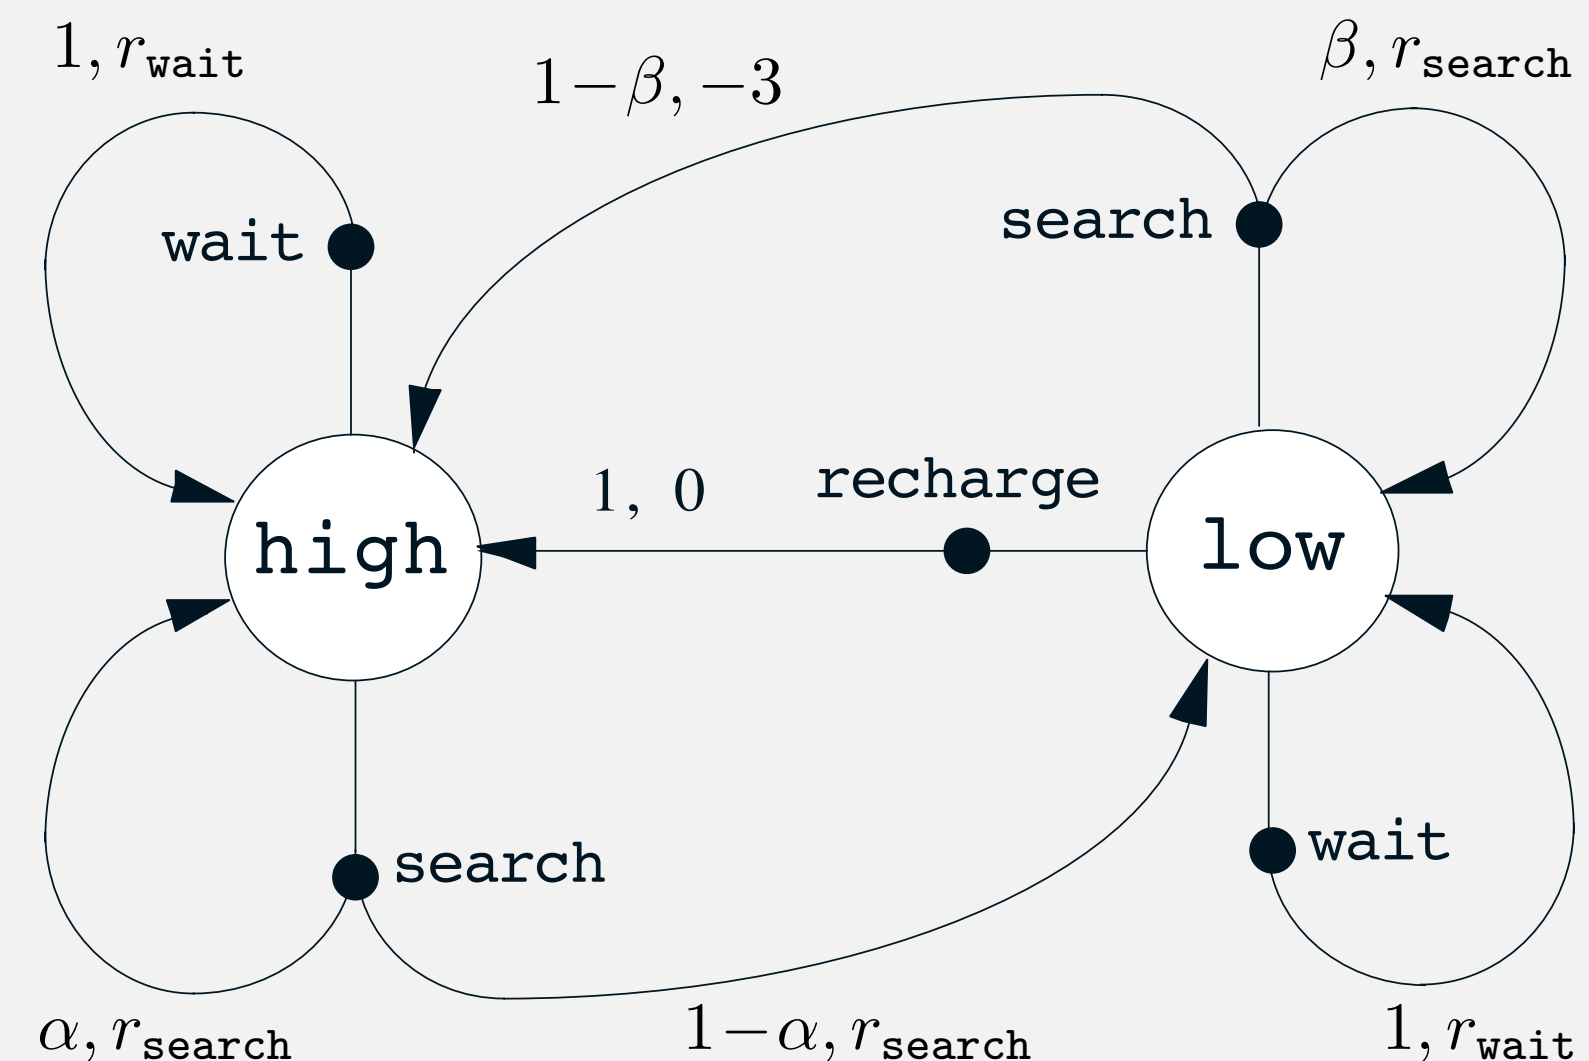 1, r_wait
β, r_search
1−β, −3
search
wait
recharge
1, 0
high
low
wait
search
α, r_search
1−α, r_search
1, r_wait